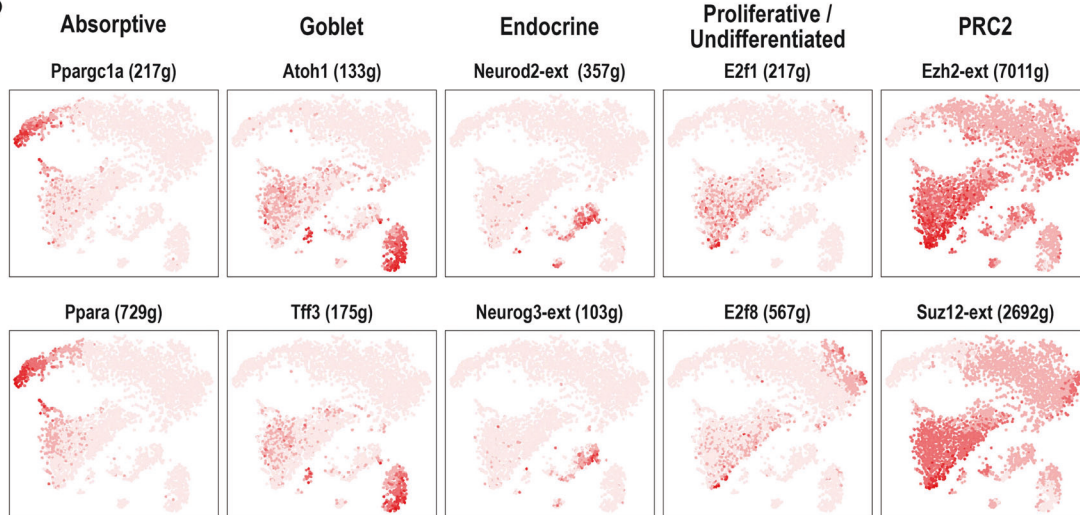 Absorptive
Goblet
Endocrine
Proliferative /
Undifferentiated
PRC2
Ppargc1a (217g)
Atoh1 (133g)
Neurod2-ext (357g)
E2f1 (217g)
Ezh2-ext (7011g)
Ppara (729g)
Tff3 (175g)
Neurog3-ext (103g)
E2f8 (567g)
Suz12-ext (2692g)